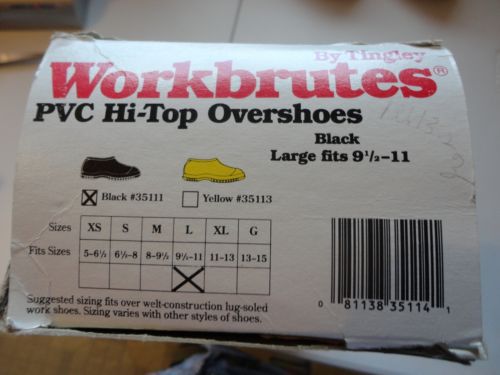 By Tingley
Workbrutes®
PVC Hi-Top Overshoes
Black
Large fits 9½-11
Black #35111
Yellow #35113
Sizes XS S M L XL G
Fits Sizes 5-6½ 6½-8 8-9½ 9½-11 11-13 13-15
Suggested sizing fits over welt-construction lug-soled
work shoes. Sizing varies with other styles of shoes.
0 81138 35114 1